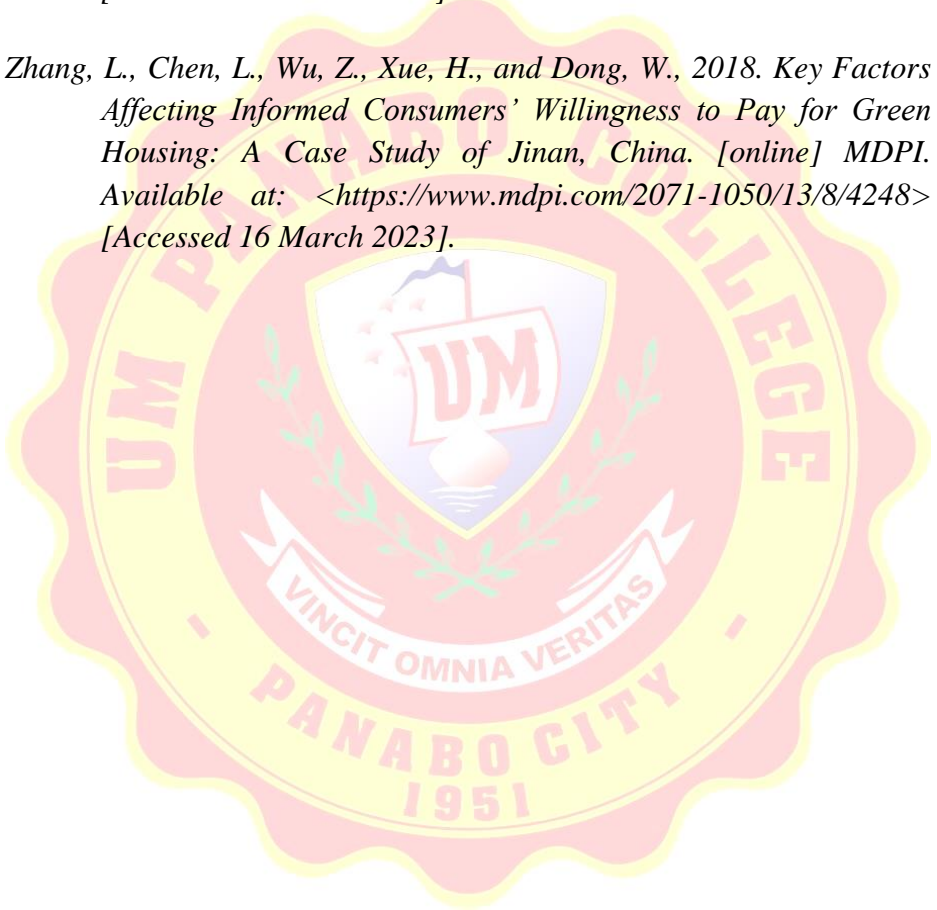 Zhang, L., Chen, L., Wu, Z., Xue, H., and Dong, W., 2018. Key Factors
Affecting Informed Consumers’ Willingness to Pay for Green
Housing: A Case Study of Jinan, China. [online] MDPI.
Available at: <https://www.mdpi.com/2071-1050/13/8/4248>
[Accessed 16 March 2023].
UM PANABO COLLEGE
UM
VINCIT OMNIA VERITAS
- PANABO CITY -
1951